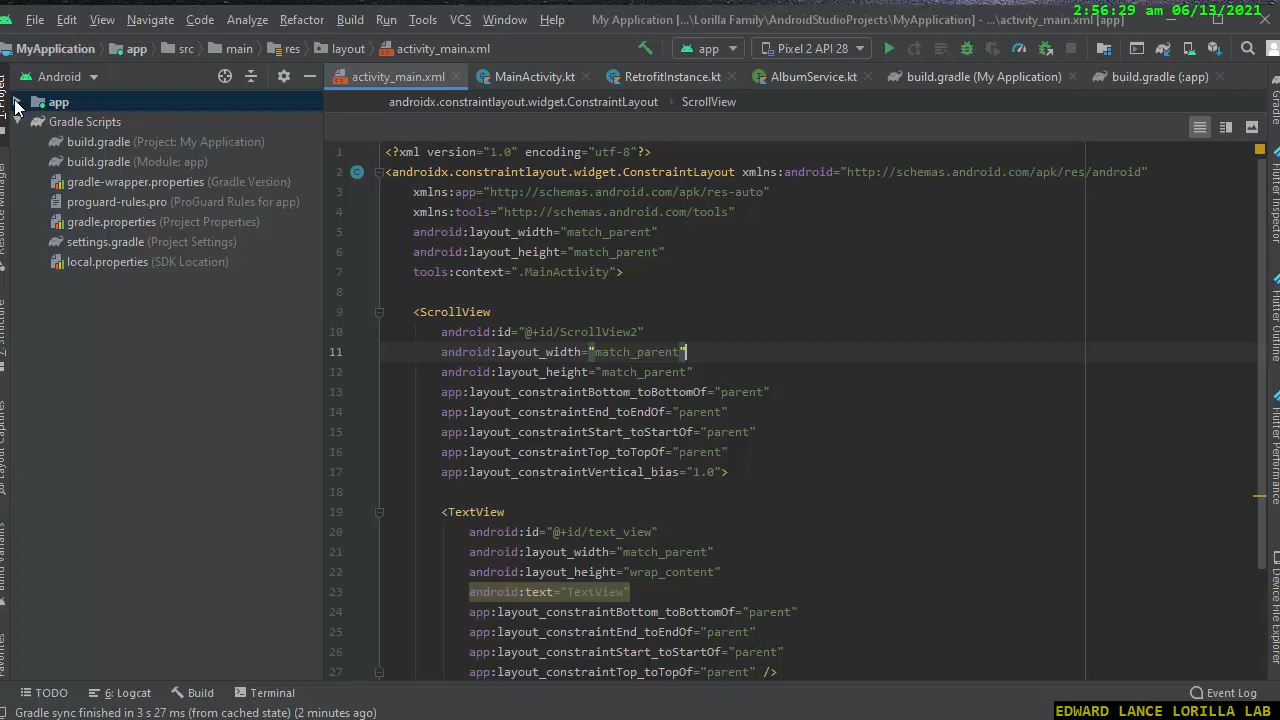 File Edit View Navigate Code Analyze Refactor Build Run Tools VCS Window Help My Application [...\Lorilla Family\AndroidStudioProjects\MyApplication] - ...\activity_main.xml [app]
2:56:29 am 06/13/2021
MyApplication app src main res layout activity_main.xml app Pixel 2 API 28
Android activity_main.xml MainActivity.kt RetrofitInstance.kt AlbumService.kt build.gradle (My Application) build.gradle (:app)
androidx.constraintlayout.widget.ConstraintLayout ScrollView
app
Gradle Scripts
build.gradle (Project: My Application)
build.gradle (Module: app)
gradle-wrapper.properties (Gradle Version)
proguard-rules.pro (ProGuard Rules for app)
gradle.properties (Project Properties)
settings.gradle (Project Settings)
local.properties (SDK Location)
1 <?xml version="1.0" encoding="utf-8"?>
2 <androidx.constraintlayout.widget.ConstraintLayout xmlns:android="http://schemas.android.com/apk/res/android"
3 xmlns:app="http://schemas.android.com/apk/res-auto"
4 xmlns:tools="http://schemas.android.com/tools"
5 android:layout_width="match_parent"
6 android:layout_height="match_parent"
7 tools:context=".MainActivity">
8
9 <ScrollView
10 android:id="@+id/ScrollView2"
11 android:layout_width="match_parent"
12 android:layout_height="match_parent"
13 app:layout_constraintBottom_toBottomOf="parent"
14 app:layout_constraintEnd_toEndOf="parent"
15 app:layout_constraintStart_toStartOf="parent"
16 app:layout_constraintTop_toTopOf="parent"
17 app:layout_constraintVertical_bias="1.0">
18
19 <TextView
20 android:id="@+id/text_view"
21 android:layout_width="match_parent"
22 android:layout_height="wrap_content"
23 android:text="TextView"
24 app:layout_constraintBottom_toBottomOf="parent"
25 app:layout_constraintEnd_toEndOf="parent"
26 app:layout_constraintStart_toStartOf="parent"
27 app:layout_constraintTop_toTopOf="parent" />
Gradle
Flutter Inspector
Flutter Outline
Flutter Performance
Device File Explorer
TODO 6: Logcat Build Terminal Event Log
Gradle sync finished in 3 s 27 ms (from cached state) (2 minutes ago)
EDWARD LANCE LORILLA LAB